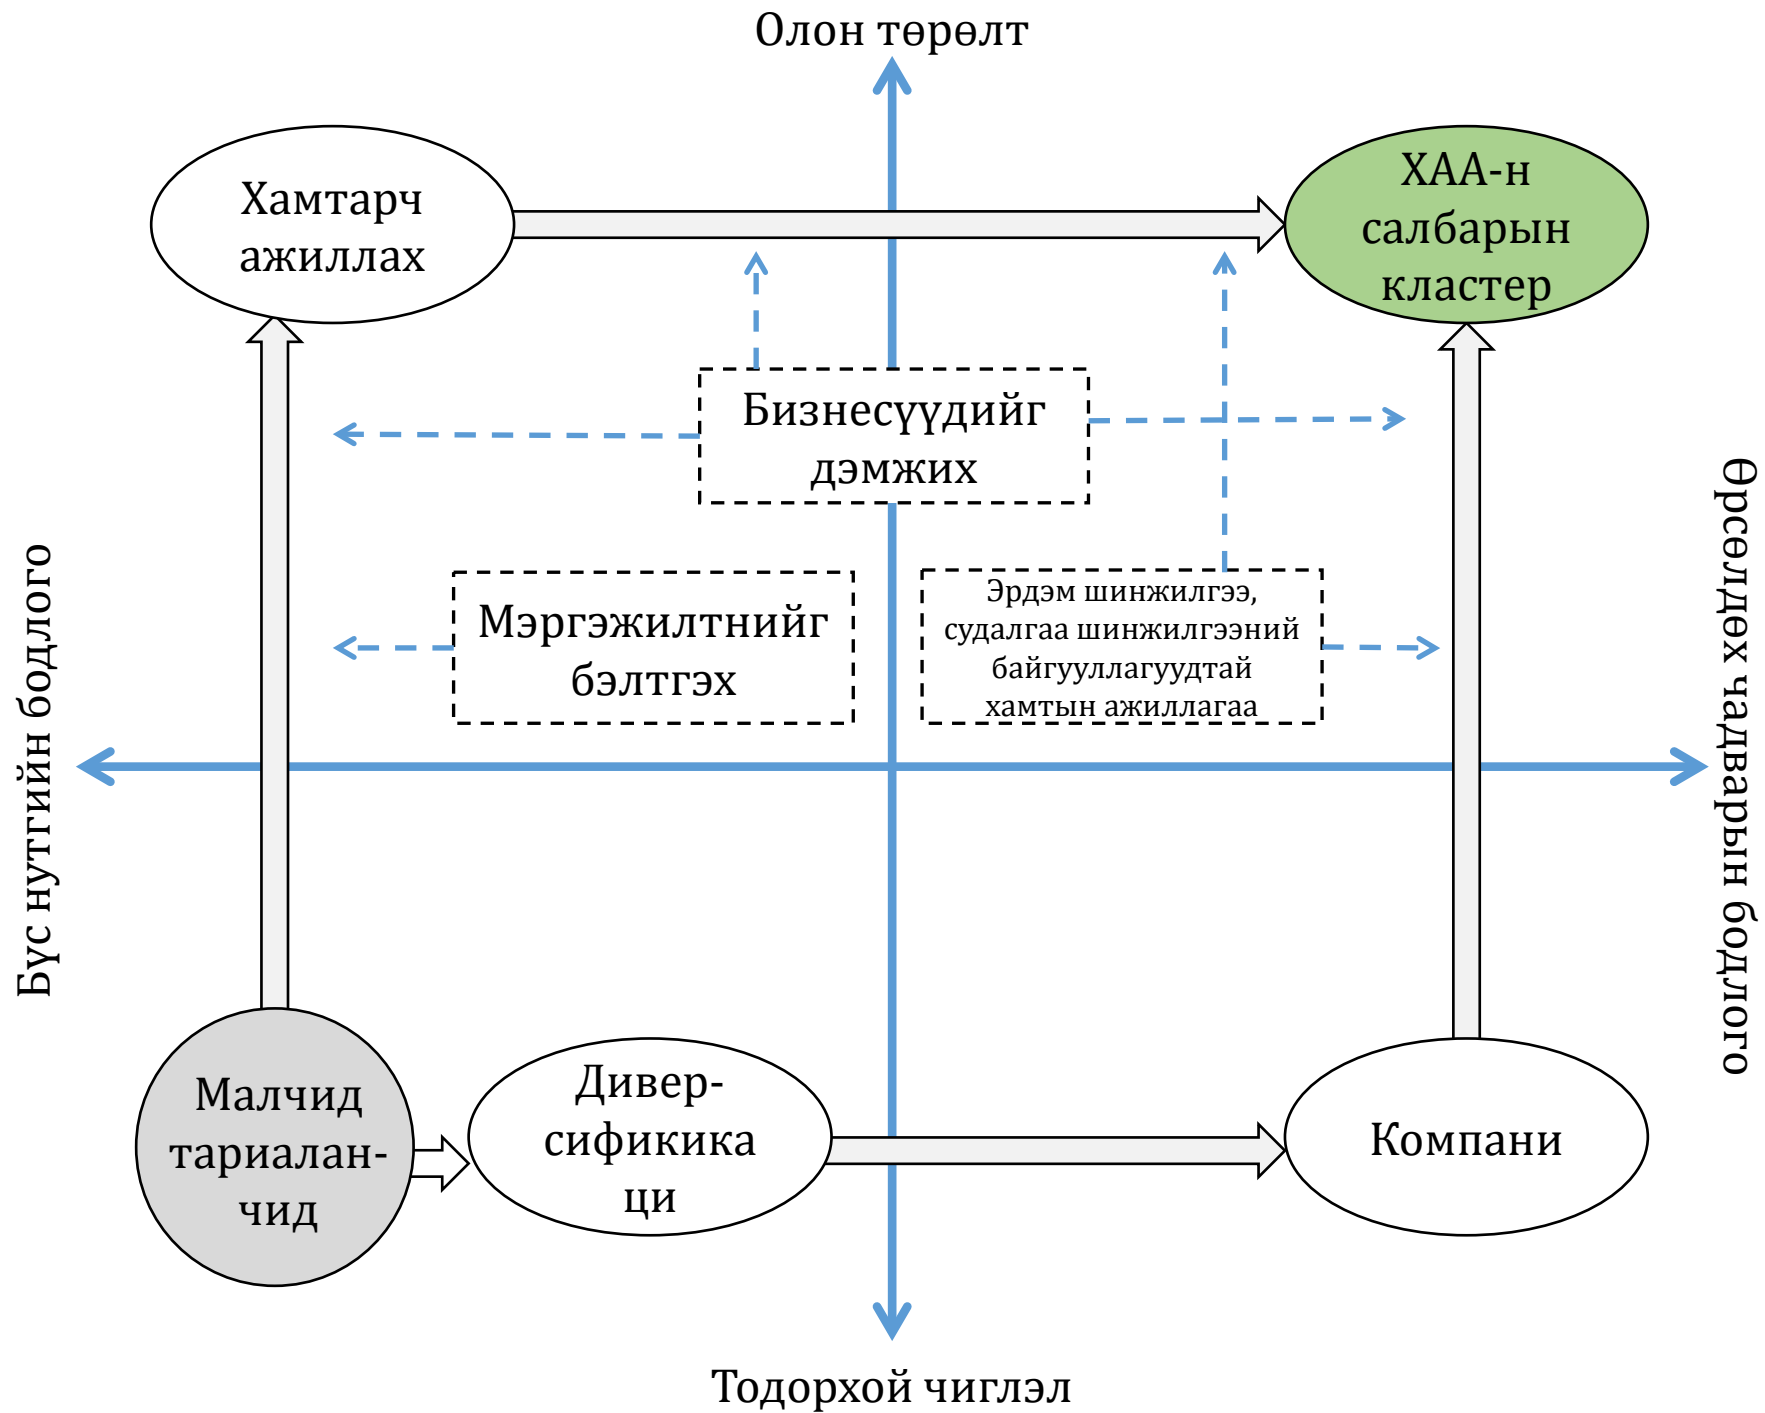 Олон төрөлт
Хамтарч
ажиллах
ХАА-н
салбарын
кластер
Бизнесүүдийг
дэмжих
Мэргэжилтнийг
бэлтгэх
Эрдэм шинжилгээ,
судалгаа шинжилгээний
байгууллагуудтай
хамтын ажиллагаа
Бүс нутгийн бодлого
Өрсөлдөх чадварын бодлого
Малчид
тариалан-
чид
Дивер-
сификика
ци
Компани
Тодорхой чиглэл